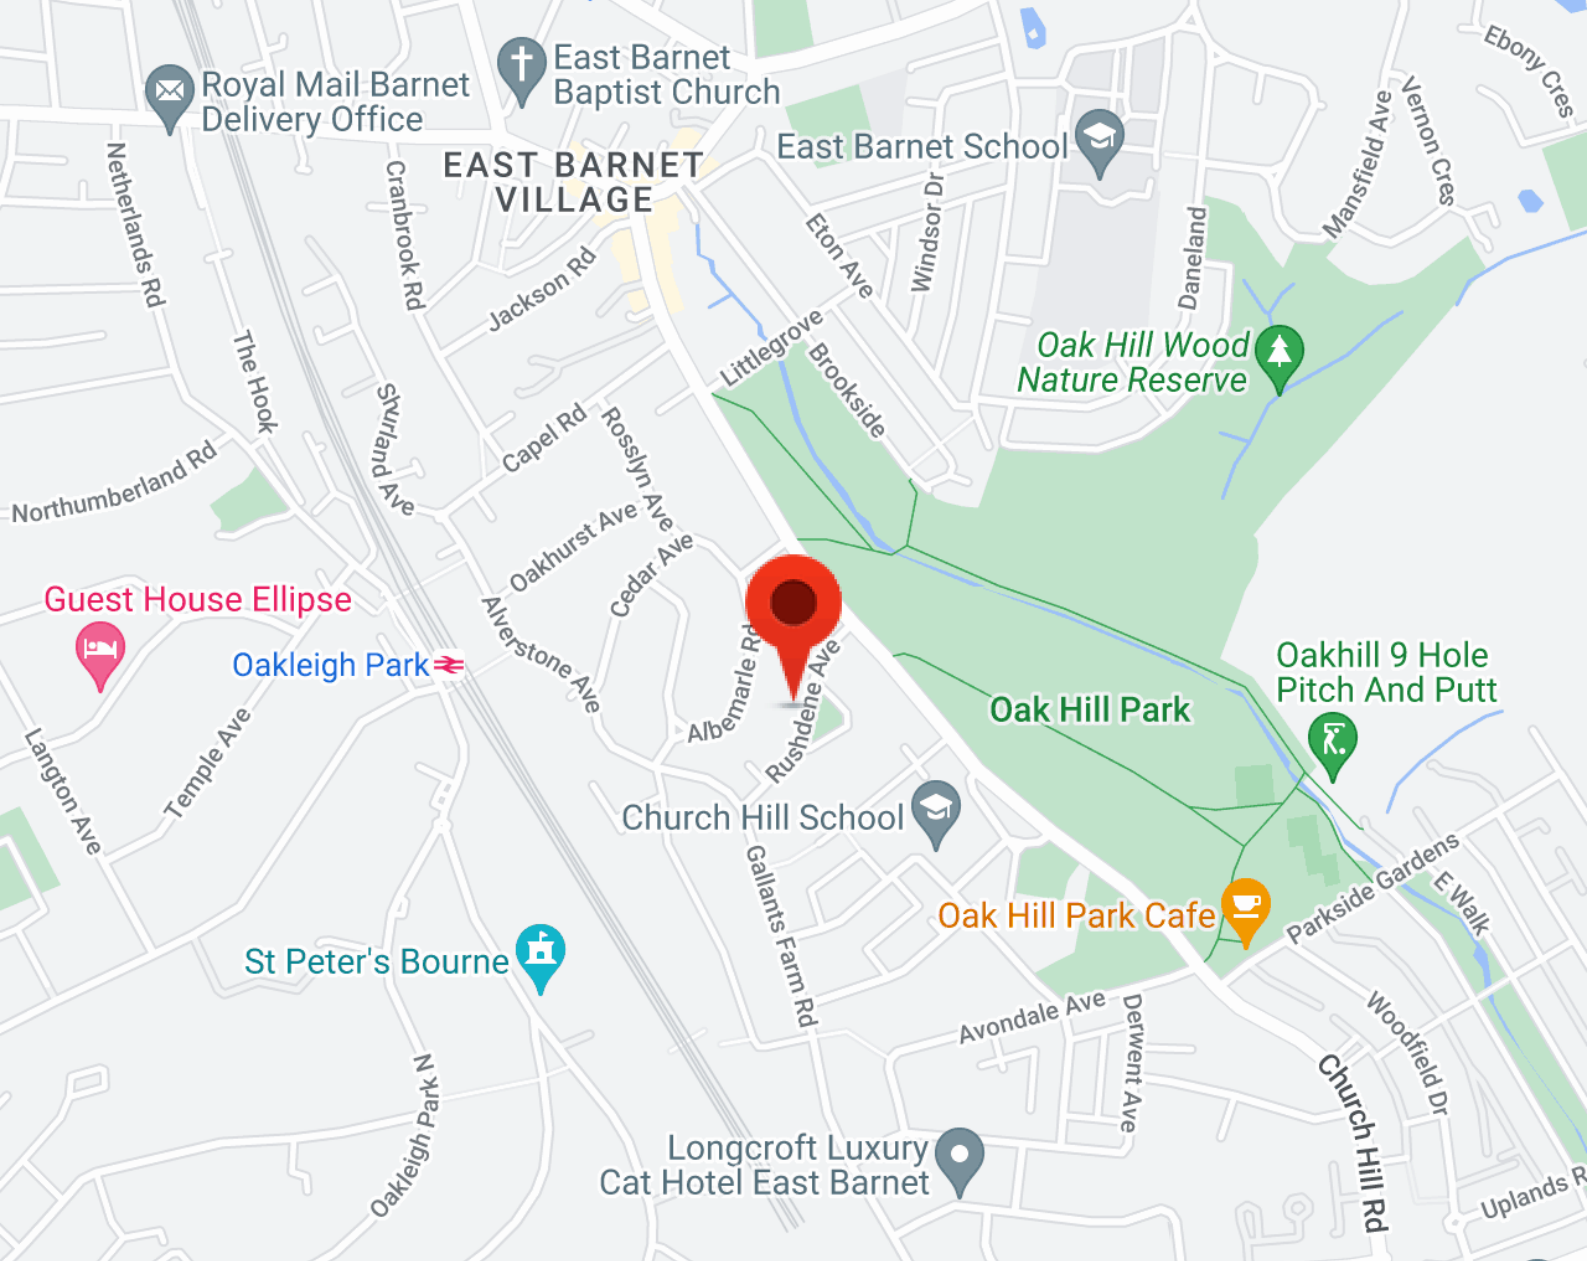 Ebony Cres
East Barnet
Baptist Church
Royal Mail Barnet
Delivery Office
Vernon Cres
Mansfield Ave
East Barnet School
EAST BARNET
VILLAGE
Netherlands Rd
Cranbrook Rd
Windsor Dr
Eton Ave
Daneland
Jackson Rd
Littlegrove
Brookside
Oak Hill Wood
Nature Reserve
The Hook
Shurland Ave
Capel Rd
Rosslyn Ave
Northumberland Rd
Oakhurst Ave
Cedar Ave
Guest House Ellipse
Alverstone Ave
Oakleigh Park
Albemarle Rd
Rushdene Ave
Oakhill 9 Hole
Pitch And Putt
Oak Hill Park
Langton Ave
Temple Ave
Church Hill School
Gallants Farm Rd
Parkside Gardens
E Walk
Oak Hill Park Cafe
St Peter's Bourne
Avondale Ave
Derwent Ave
Woodfield Dr
Church Hill Rd
Oakleigh Park N
Longcroft Luxury
Cat Hotel East Barnet
Uplands R